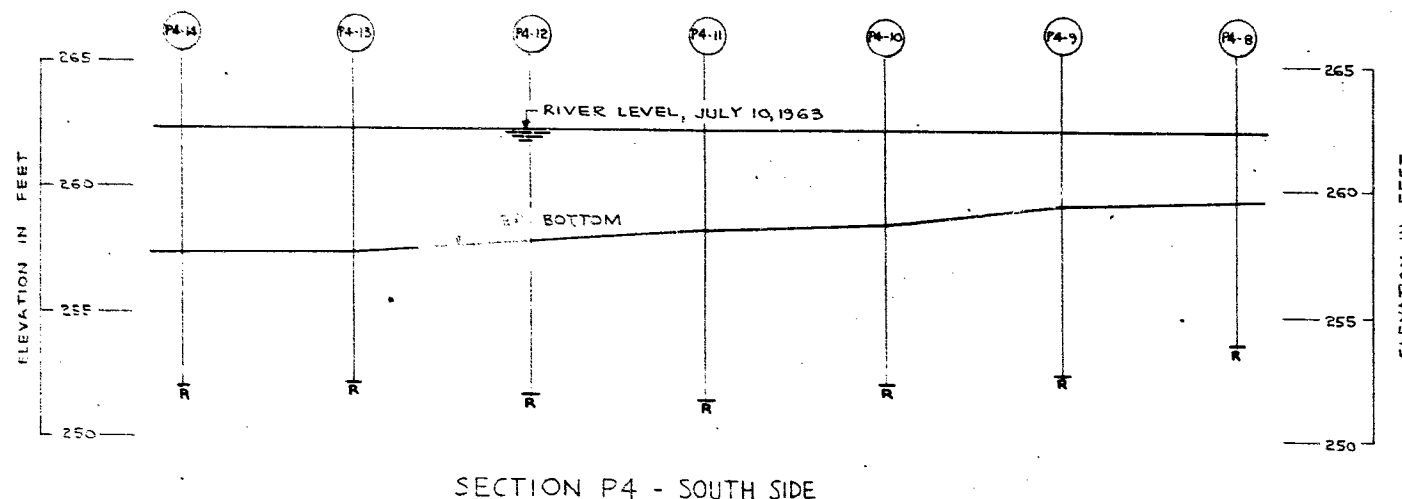 P4-14 P4-13 P4-12 P4-11 P4-10 P4-9 P4-8
265 265
RIVER LEVEL, JULY 10, 1963
260 260
BOTTOM
ELEVATION IN FEET
255 255
R R R R R R R
250 250
SECTION P4 - SOUTH SIDE